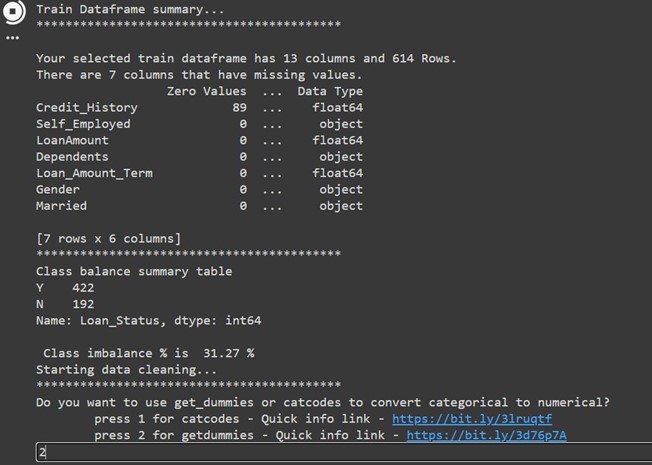 Train Dataframe summary...
******************************************
Your selected train dataframe has 13 columns and 614 Rows.
There are 7 columns that have missing values.
Zero Values ... Data Type
Credit_History 89 ... float64
Self_Employed 0 ... object
LoanAmount 0 ... float64
Dependents 0 ... object
Loan_Amount_Term 0 ... float64
Gender 0 ... object
Married 0 ... object
[7 rows x 6 columns]
******************************************
Class balance summary table
Y 422
N 192
Name: Loan_Status, dtype: int64
Class imbalance % is 31.27 %
Starting data cleaning...
******************************************
Do you want to use get_dummies or catcodes to convert categorical to numerical?
press 1 for catcodes - Quick info link - https://bit.ly/3lruqtf
press 2 for getdummies - Quick info link - https://bit.ly/3d76p7A
2